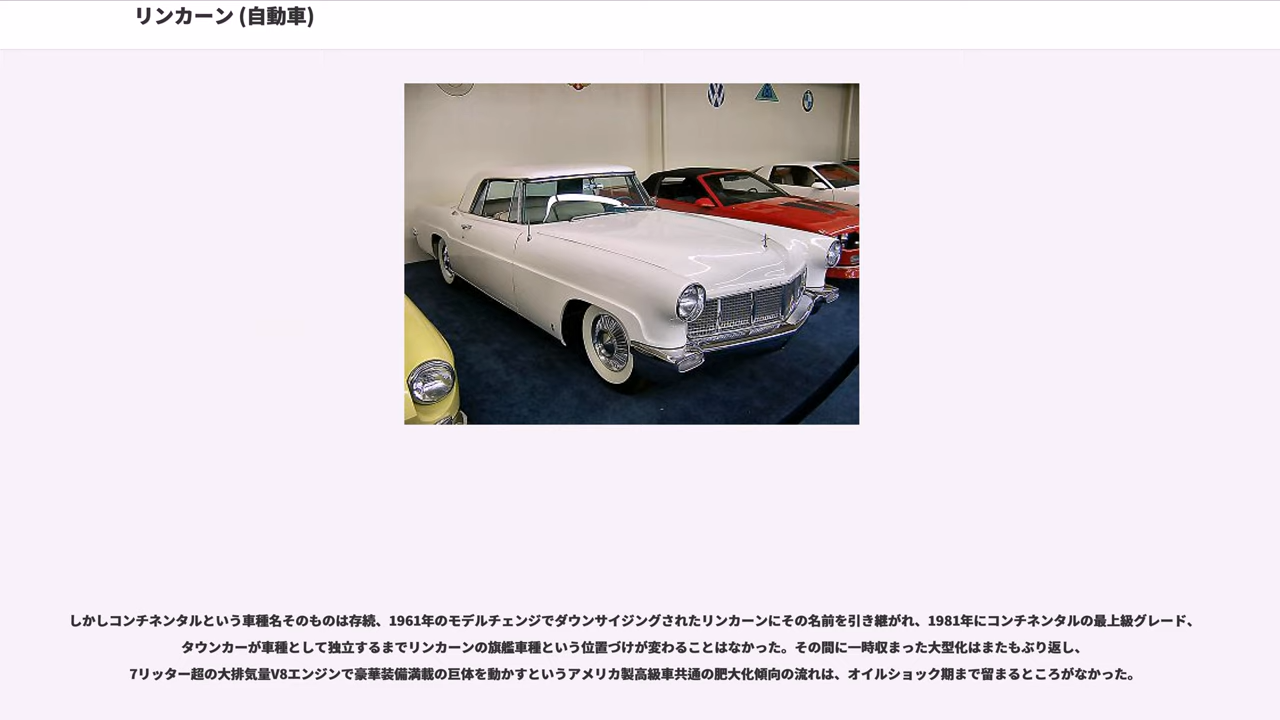 リンカーン (自動車)
しかしコンチネンタルという車種名そのものは存続、1961年のモデルチェンジでダウンサイジングされたリンカーンにその名前を引き継がれ、1981年にコンチネンタルの最上級グレード、
タウンカーが車種として独立するまでリンカーンの旗艦車種という位置づけが変わることはなかった。その間に一時収まった大型化はまたもぶり返し、
7リッター超の大排気量V8エンジンで豪華装備満載の巨体を動かすというアメリカ製高級車共通の肥大化傾向の流れは、オイルショック期まで留まるところがなかった。